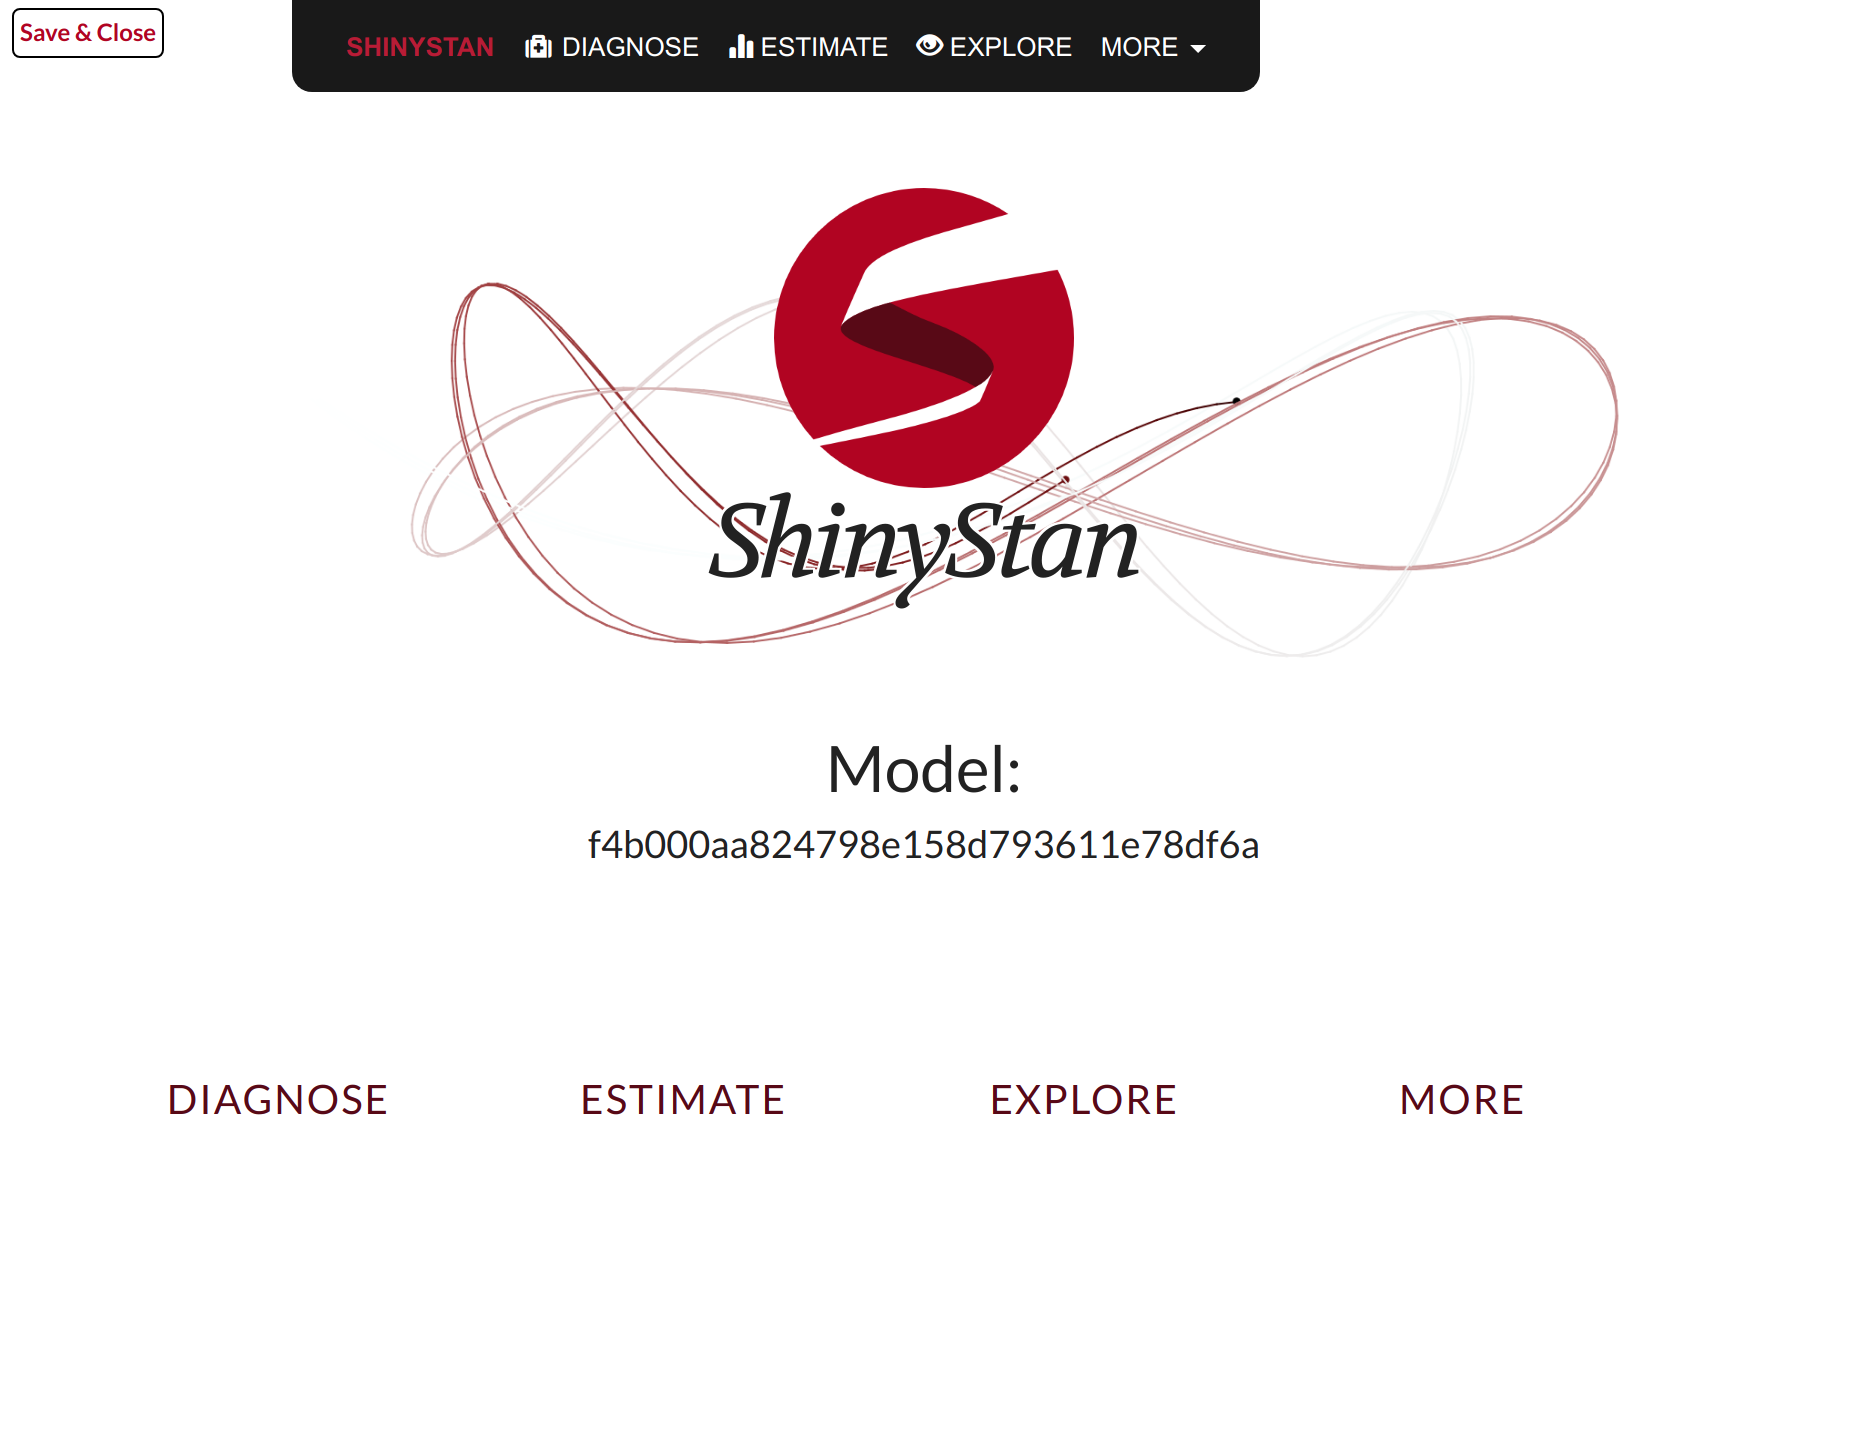 Save & Close
SHINYSTAN DIAGNOSE ESTIMATE EXPLORE MORE
ShinyStan
Model:
f4b000aa824798e158d793611e78df6a
DIAGNOSE ESTIMATE EXPLORE MORE